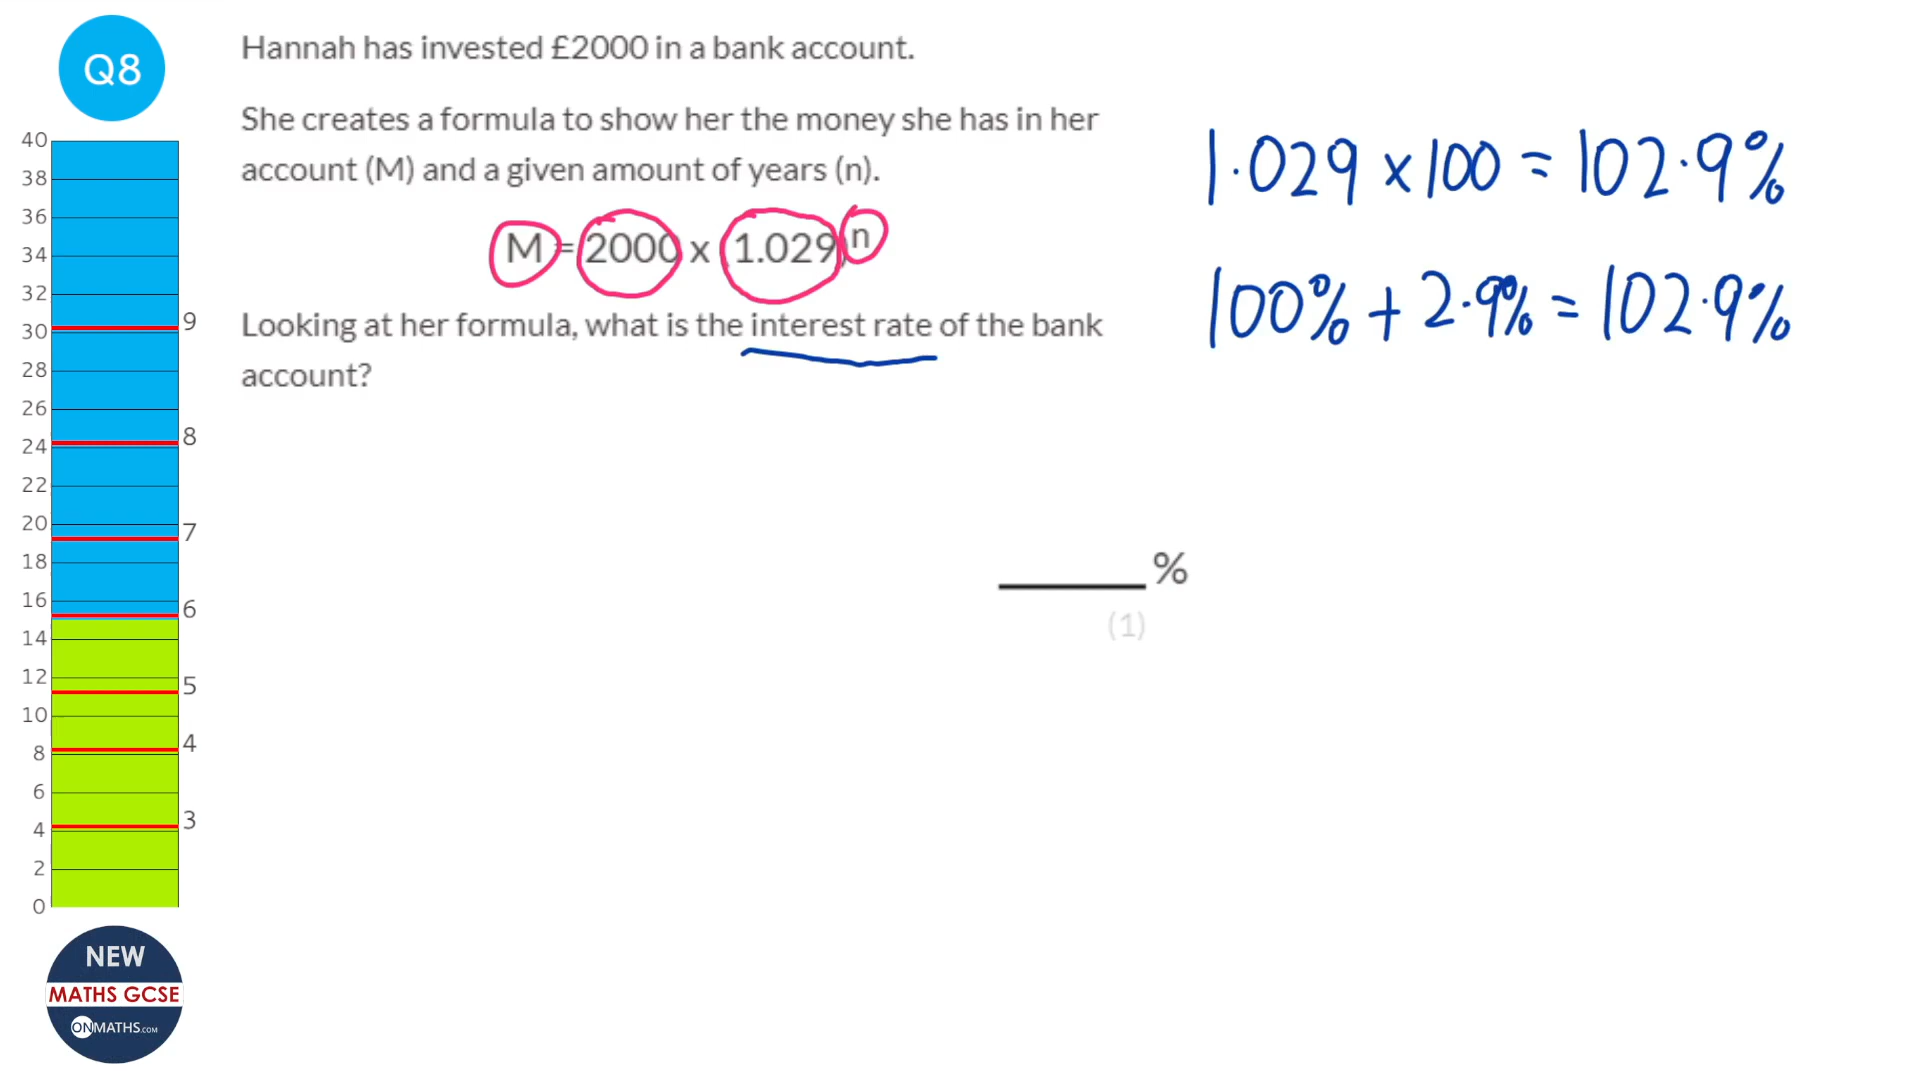 Q8
Hannah has invested £2000 in a bank account.
She creates a formula to show her the money she has in her
account (M) and a given amount of years (n).
M = 2000 x (1.029)n
Looking at her formula, what is the interest rate of the bank
account?
%
(1)
1.029 x 100 = 102.9%
100% + 2.9% = 102.9%
40
38
36
34
32
30
9
28
26
24
8
22
20
7
18
16
6
14
12
5
10
8
4
6
4
3
2
0
NEW
MATHS GCSE
ONMATHS.COM